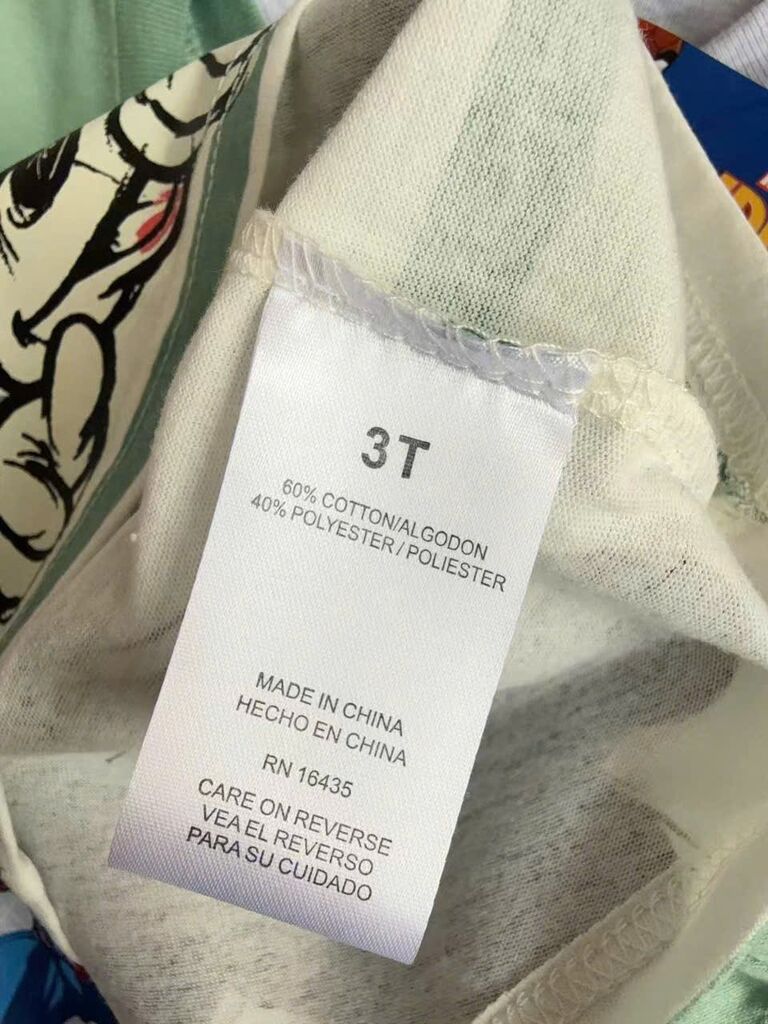 3T
60% COTTON/ALGODON
40% POLYESTER/POLIESTER
MADE IN CHINA
HECHO EN CHINA
RN 16435
CARE ON REVERSE
VEA EL REVERSO
PARA SU CUIDADO